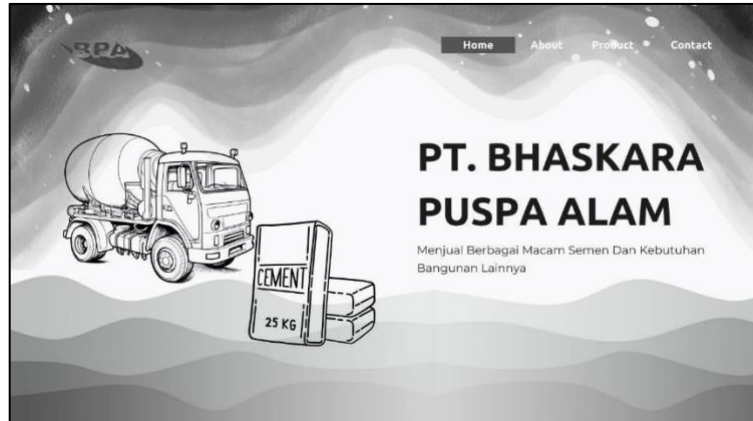 BPA
Home About Product Contact
PT. BHASKARA
PUSPA ALAM
Menjual Berbagai Macam Semen Dan Kebutuhan
Bangunan Lainnya
CEMENT
25 KG